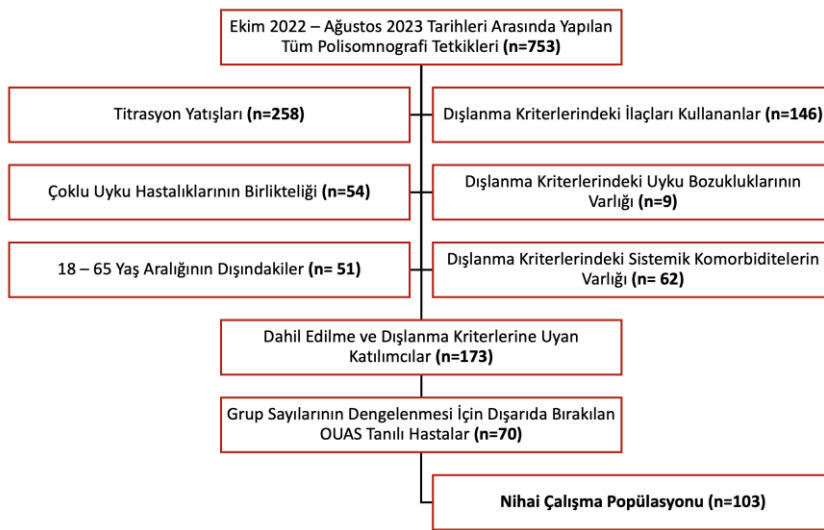 Ekim 2022 – Ağustos 2023 Tarihleri Arasında Yapılan
Tüm Polisomnografi Tetkikleri (n=753)
Titrasyon Yatışları (n=258)
Dışlanma Kriterlerindeki İlaçları Kullananlar (n=146)
Çoklu Uyku Hastalıklarının Birlikteliği (n=54)
Dışlanma Kriterlerindeki Uyku Bozukluklarının
Varlığı (n=9)
18 – 65 Yaş Aralığının Dışındakiler (n= 51)
Dışlanma Kriterlerindeki Sistemik Komorbiditelerin
Varlığı (n= 62)
Dahil Edilme ve Dışlanma Kriterlerine Uyan
Katılımcılar (n=173)
Grup Sayılarının Dengelenmesi İçin Dışarıda Bırakılan
OUAS Tanılı Hastalar (n=70)
Nihai Çalışma Popülasyonu (n=103)